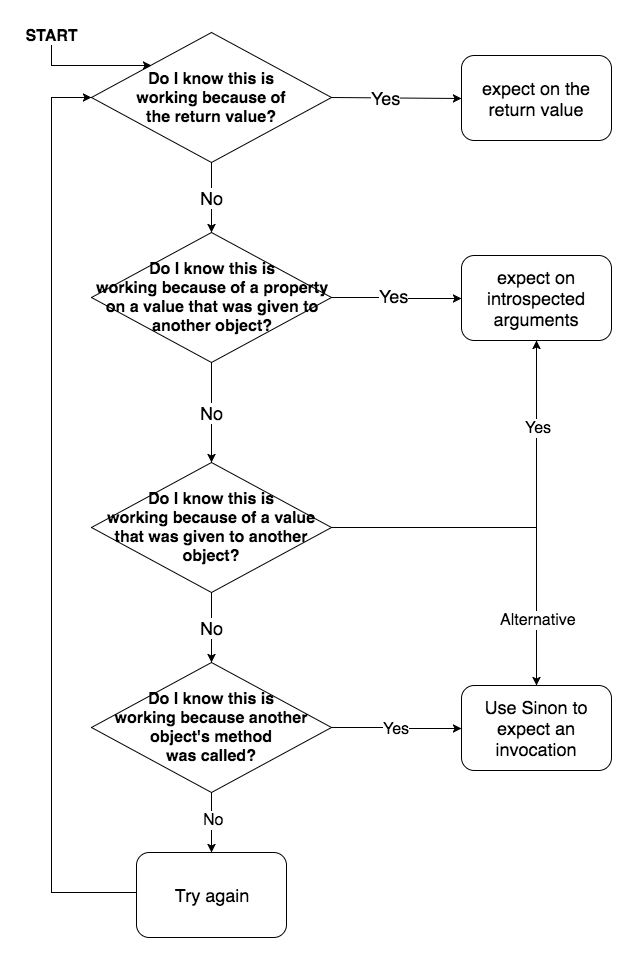 START
Do I know this is
working because of
the return value?
Yes
expect on the
return value
No
Do I know this is
working because of a property
on a value that was given to
another object?
Yes
expect on
introspected
arguments
No
Yes
Do I know this is
working because of a value
that was given to another
object?
Alternative
No
Do I know this is
working because another
object's method
was called?
Yes
Use Sinon to
expect an
invocation
No
Try again